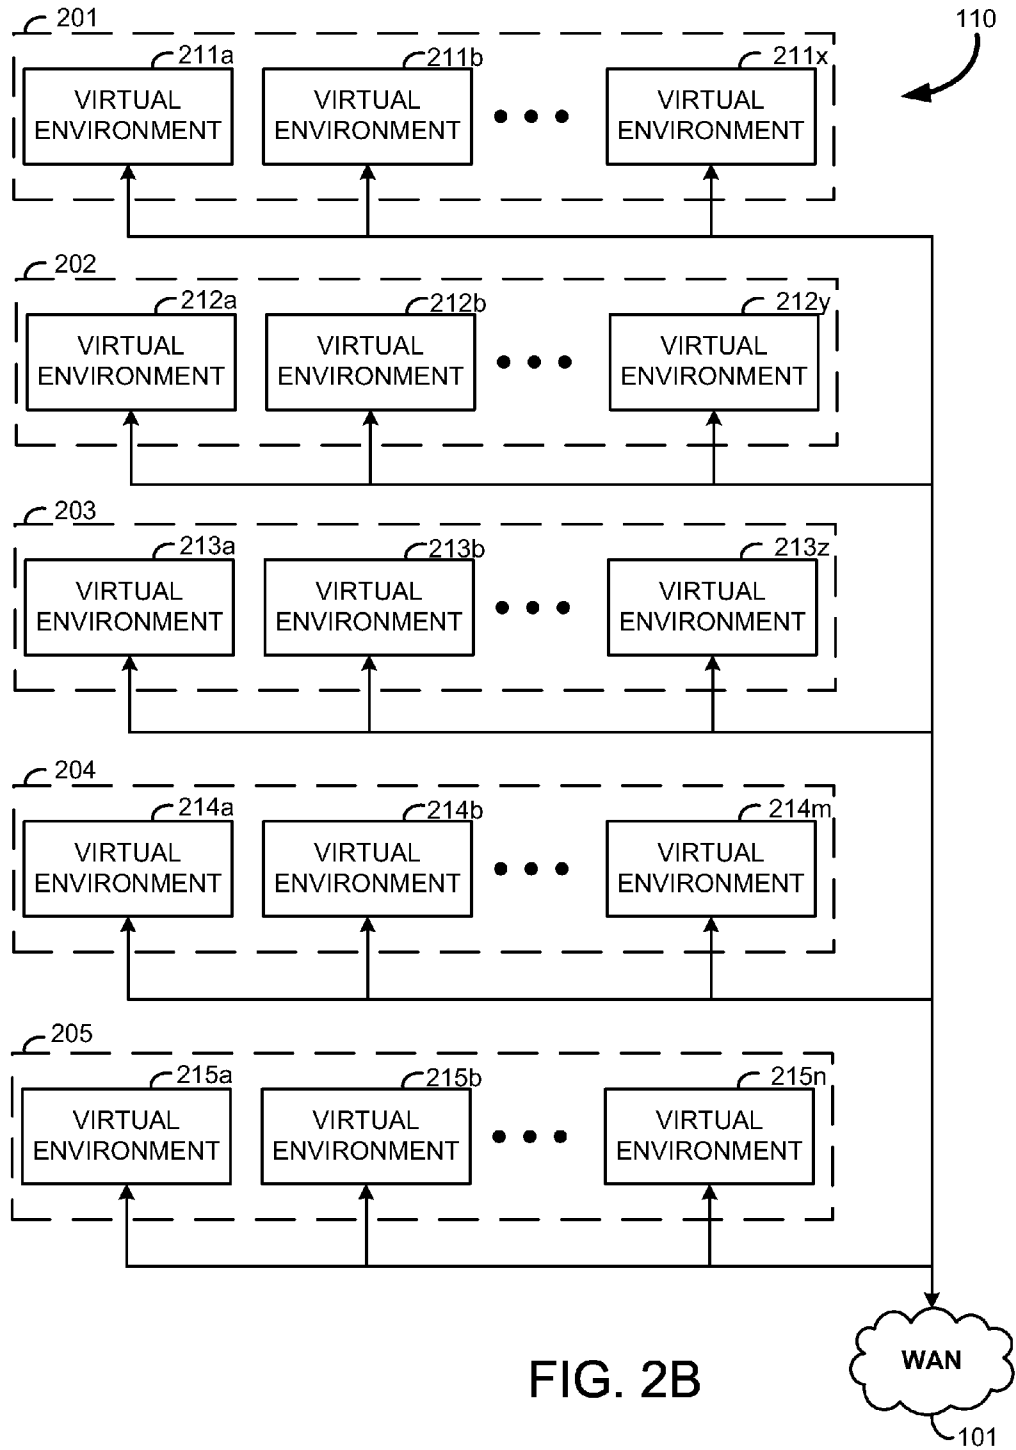 201
110
211a
211b
211x
VIRTUAL
ENVIRONMENT
VIRTUAL
ENVIRONMENT
VIRTUAL
ENVIRONMENT
202
212a
212b
212y
VIRTUAL
ENVIRONMENT
VIRTUAL
ENVIRONMENT
VIRTUAL
ENVIRONMENT
203
213a
213b
213z
VIRTUAL
ENVIRONMENT
VIRTUAL
ENVIRONMENT
VIRTUAL
ENVIRONMENT
204
214a
214b
214m
VIRTUAL
ENVIRONMENT
VIRTUAL
ENVIRONMENT
VIRTUAL
ENVIRONMENT
205
215a
215b
215n
VIRTUAL
ENVIRONMENT
VIRTUAL
ENVIRONMENT
VIRTUAL
ENVIRONMENT
WAN
FIG. 2B
101